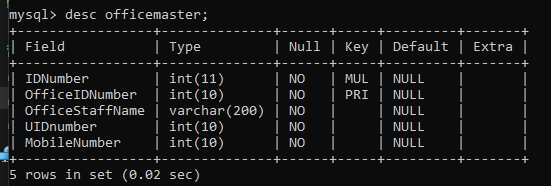 mysql> desc officemaster;
+-----------------+--------------+------+-----+---------+-------+
| Field           | Type         | Null | Key | Default | Extra |
+-----------------+--------------+------+-----+---------+-------+
| IDNumber        | int(11)      | NO   | MUL | NULL    |       |
| OfficeIDNumber  | int(10)      | NO   | PRI | NULL    |       |
| OfficeStaffName | varchar(200) | NO   |     | NULL    |       |
| UIDnumber       | int(10)      | NO   |     | NULL    |       |
| MobileNumber    | int(10)      | NO   |     | NULL    |       |
+-----------------+--------------+------+-----+---------+-------+
5 rows in set (0.02 sec)